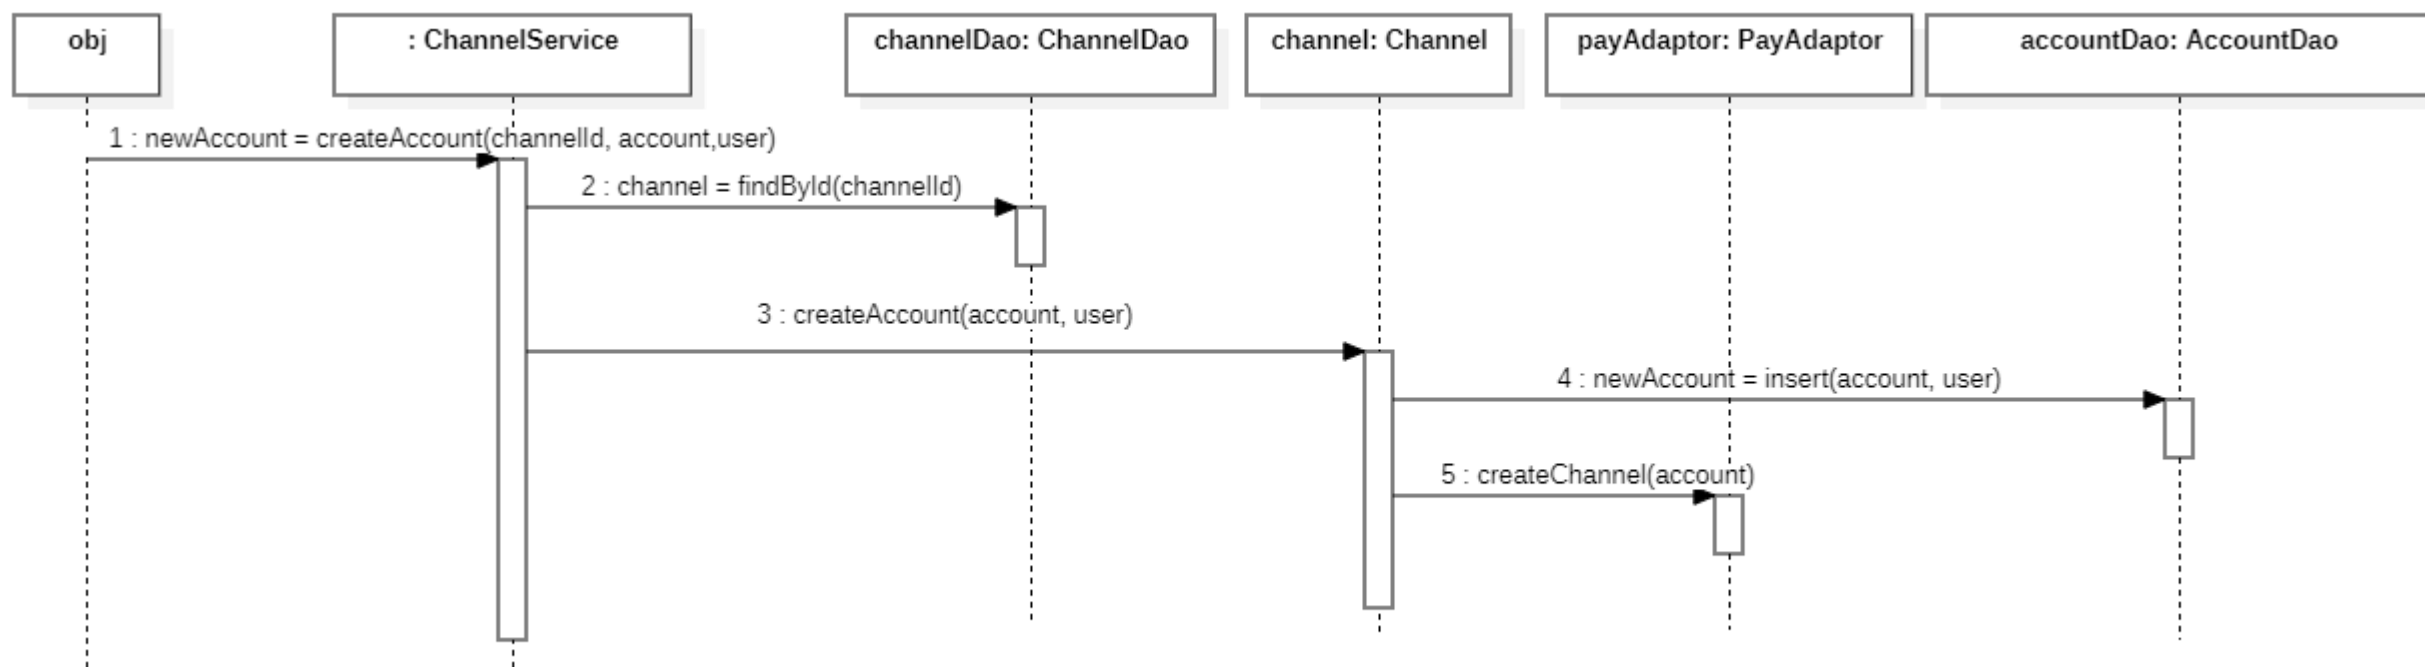 obj
: ChannelService
channelDao: ChannelDao
channel: Channel
payAdaptor: PayAdaptor
accountDao: AccountDao
1 : newAccount = createAccount(channelId, account,user)
2 : channel = findById(channelId)
3 : createAccount(account, user)
4 : newAccount = insert(account, user)
5 : createChannel(account)